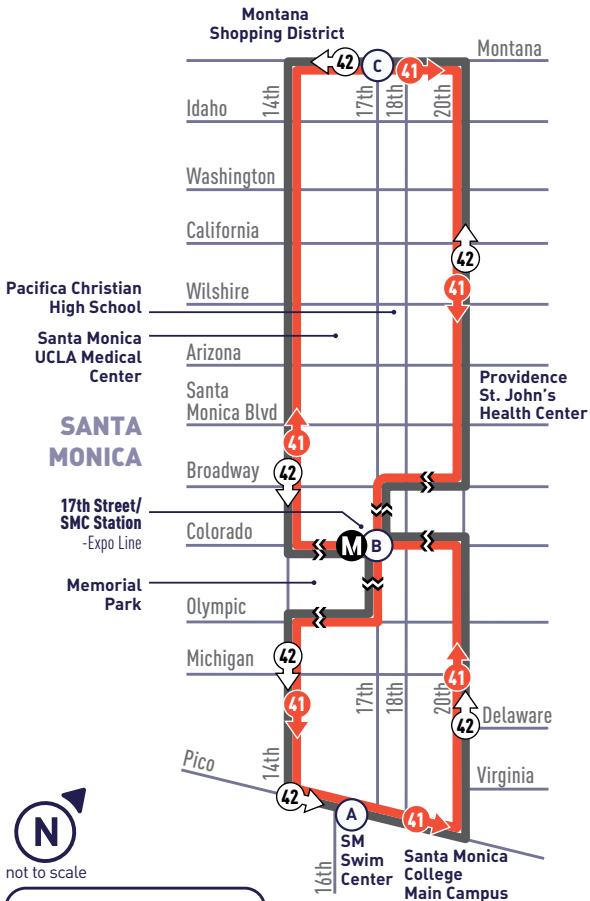 Montana
Shopping District
Montana
42
C
41
14th
17th
18th
20th
Idaho
Washington
California
42
Pacifica Christian
High School
Wilshire
41
Santa Monica
UCLA Medical
Center
Arizona
Santa
Monica Blvd
Providence
St. John's
Health Center
SANTA
MONICA
41
Broadway
42
17th Street/
SMC Station
-Expo Line
Colorado
M
B
Memorial
Park
Olympic
Michigan
42
41
41
17th
18th
20th
14th
42
Delaware
Pico
Virginia
42
A
41
N
not to scale
16th
SM
Swim
Center
Santa Monica
College
Main Campus